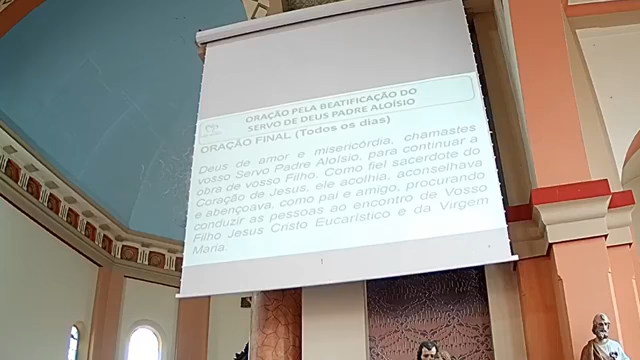 ORAÇÃO PELA BEATIFICAÇÃO DO
SERVO DE DEUS PADRE ALOÍSIO
ORAÇÃO FINAL (Todos os dias)
Deus de amor e misericórdia, chamastes
vosso Servo Padre Aloísio, para continuar a
obra de vosso Filho. Como fiel sacerdote do
Coração de Jesus, ele acolhia, aconselhava
e abençoava, como pai e amigo, procurando
conduzir as pessoas ao encontro de Vosso
Filho Jesus Cristo Eucarístico e da Virgem
Maria.